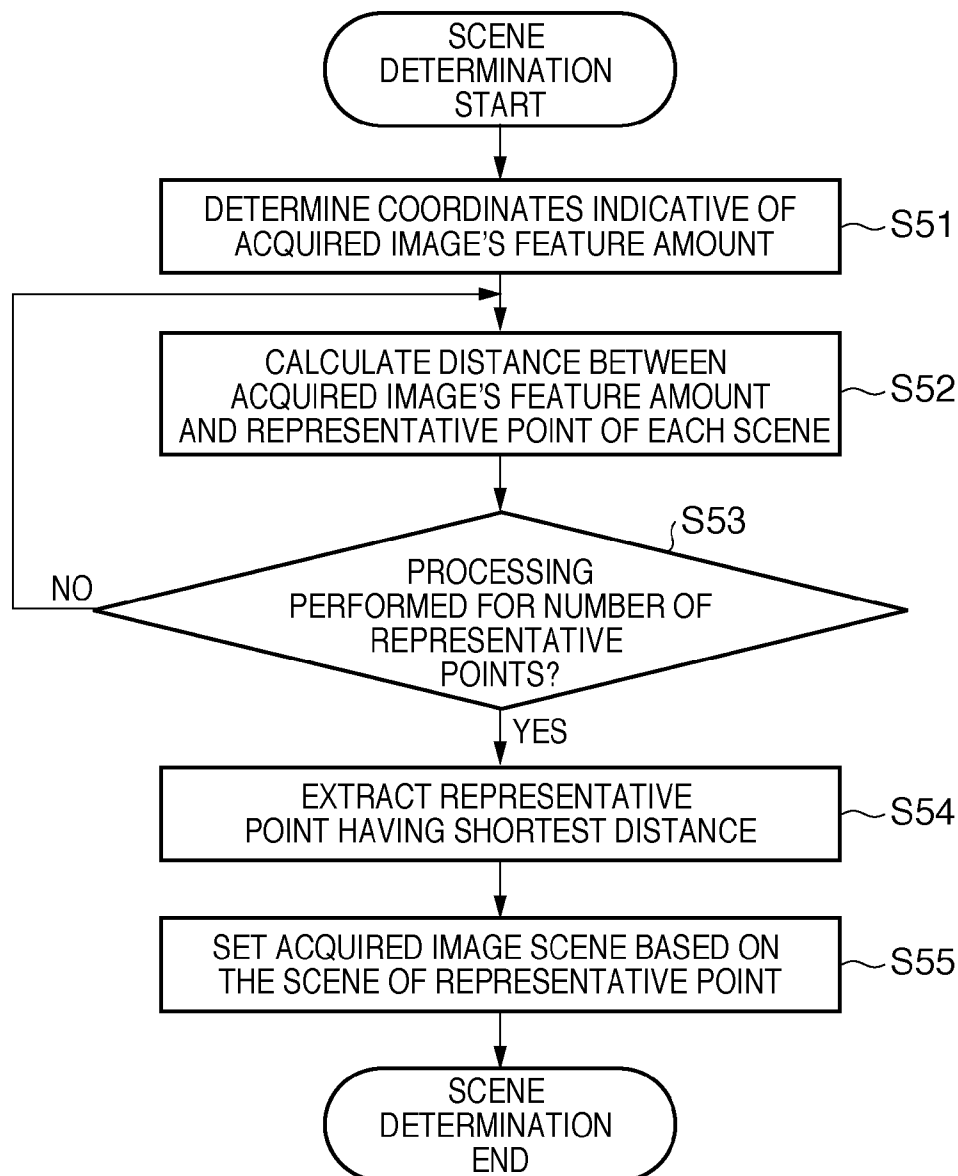 SCENE
DETERMINATION
START
DETERMINE COORDINATES INDICATIVE OF
ACQUIRED IMAGE'S FEATURE AMOUNT
S51
CALCULATE DISTANCE BETWEEN
ACQUIRED IMAGE'S FEATURE AMOUNT
AND REPRESENTATIVE POINT OF EACH SCENE
S52
S53
PROCESSING
PERFORMED FOR NUMBER OF
REPRESENTATIVE
POINTS?
NO
YES
EXTRACT REPRESENTATIVE
POINT HAVING SHORTEST DISTANCE
S54
SET ACQUIRED IMAGE SCENE BASED ON
THE SCENE OF REPRESENTATIVE POINT
S55
SCENE
DETERMINATION
END